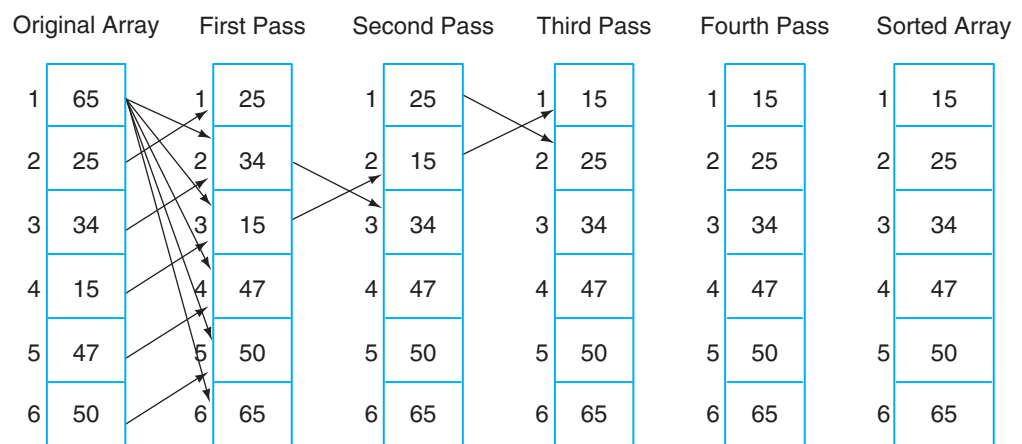 Original Array First Pass Second Pass Third Pass Fourth Pass Sorted Array
1 65 1 25 1 25 1 15 1 15 1 15
2 25 2 34 2 15 2 25 2 25 2 25
3 34 3 15 3 34 3 34 3 34 3 34
4 15 4 47 4 47 4 47 4 47 4 47
5 47 5 50 5 50 5 50 5 50 5 50
6 50 6 65 6 65 6 65 6 65 6 65